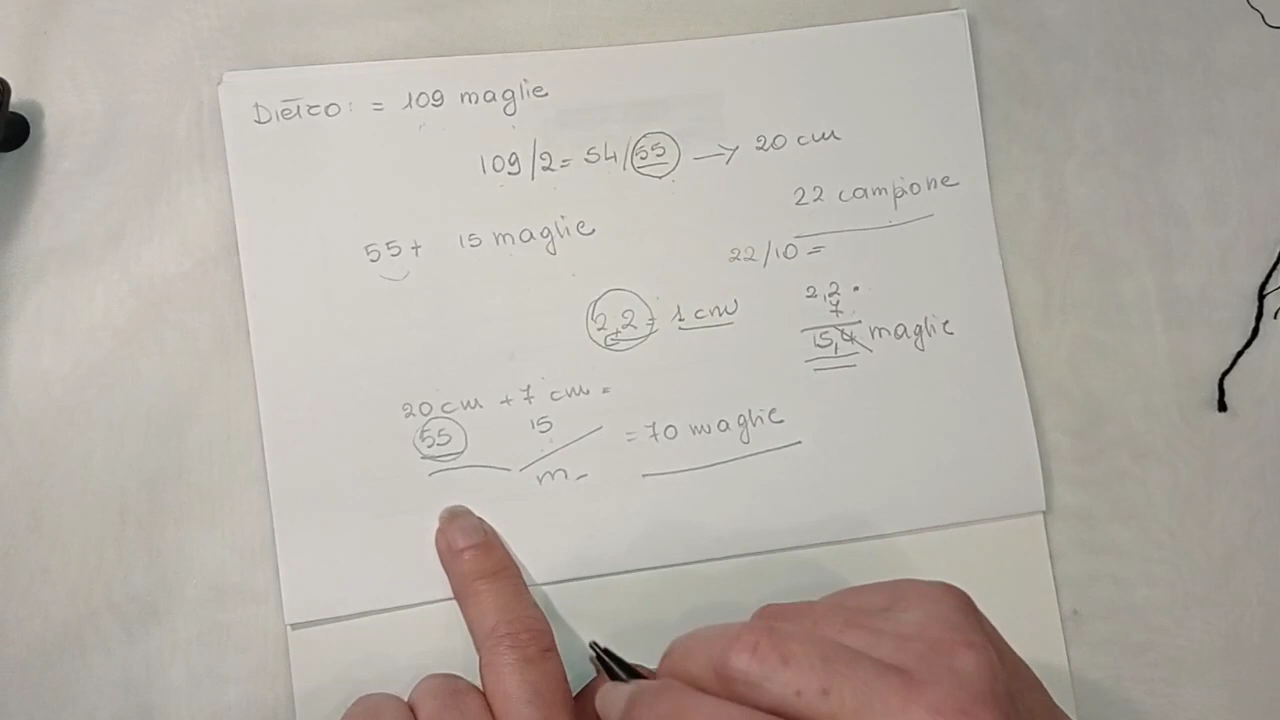 Dietro: = 109 maglie
109/2= 54/55 → 20 cm
22 campione
55+ 15 maglie
22/10 =
2,2 •
7
2,2 = 1 cm
15,4 maglie
20 cm + 7 cm =
55 15 = 70 maglie
m-